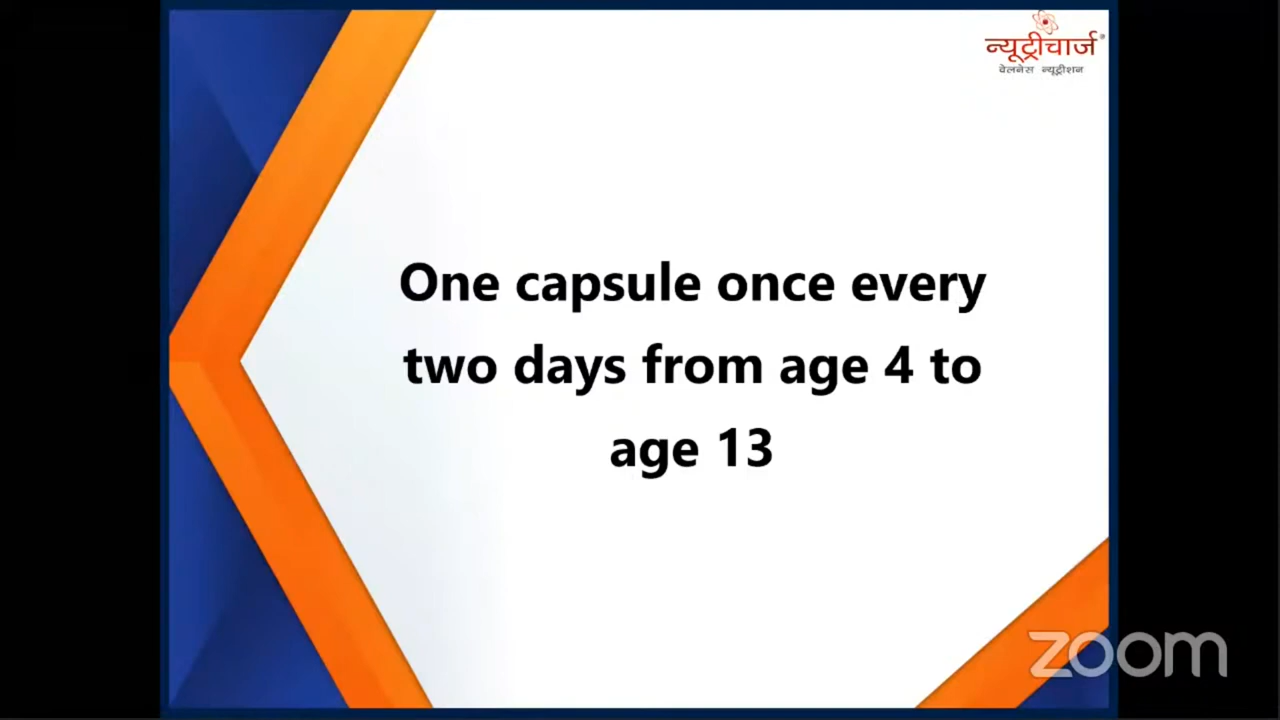 न्यूट्रीचार्ज®
वेलनेस न्यूट्रीशन
One capsule once every
two days from age 4 to
age 13
zoom